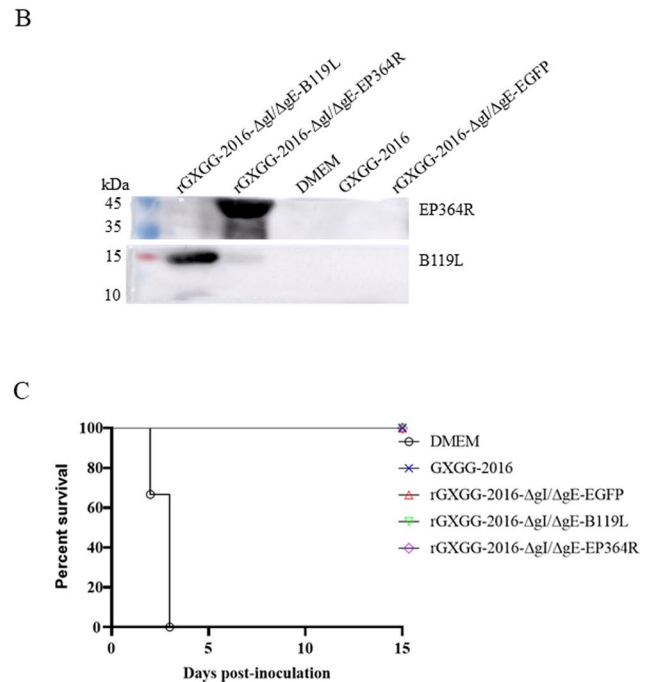 B
rGXGG-2016-ΔgI/ΔgE-B119L
rGXGG-2016-ΔgI/ΔgE-EP364R
DMEM
GXGG-2016
rGXGG-2016-ΔgI/ΔgE-EGFP
kDa
45
35
EP364R
15
10
B119L
C
Percent survival
100
80
60
40
20
0
0
5
10
15
Days post-inoculation
DMEM
GXGG-2016
rGXGG-2016-ΔgI/ΔgE-EGFP
rGXGG-2016-ΔgI/ΔgE-B119L
rGXGG-2016-ΔgI/ΔgE-EP364R